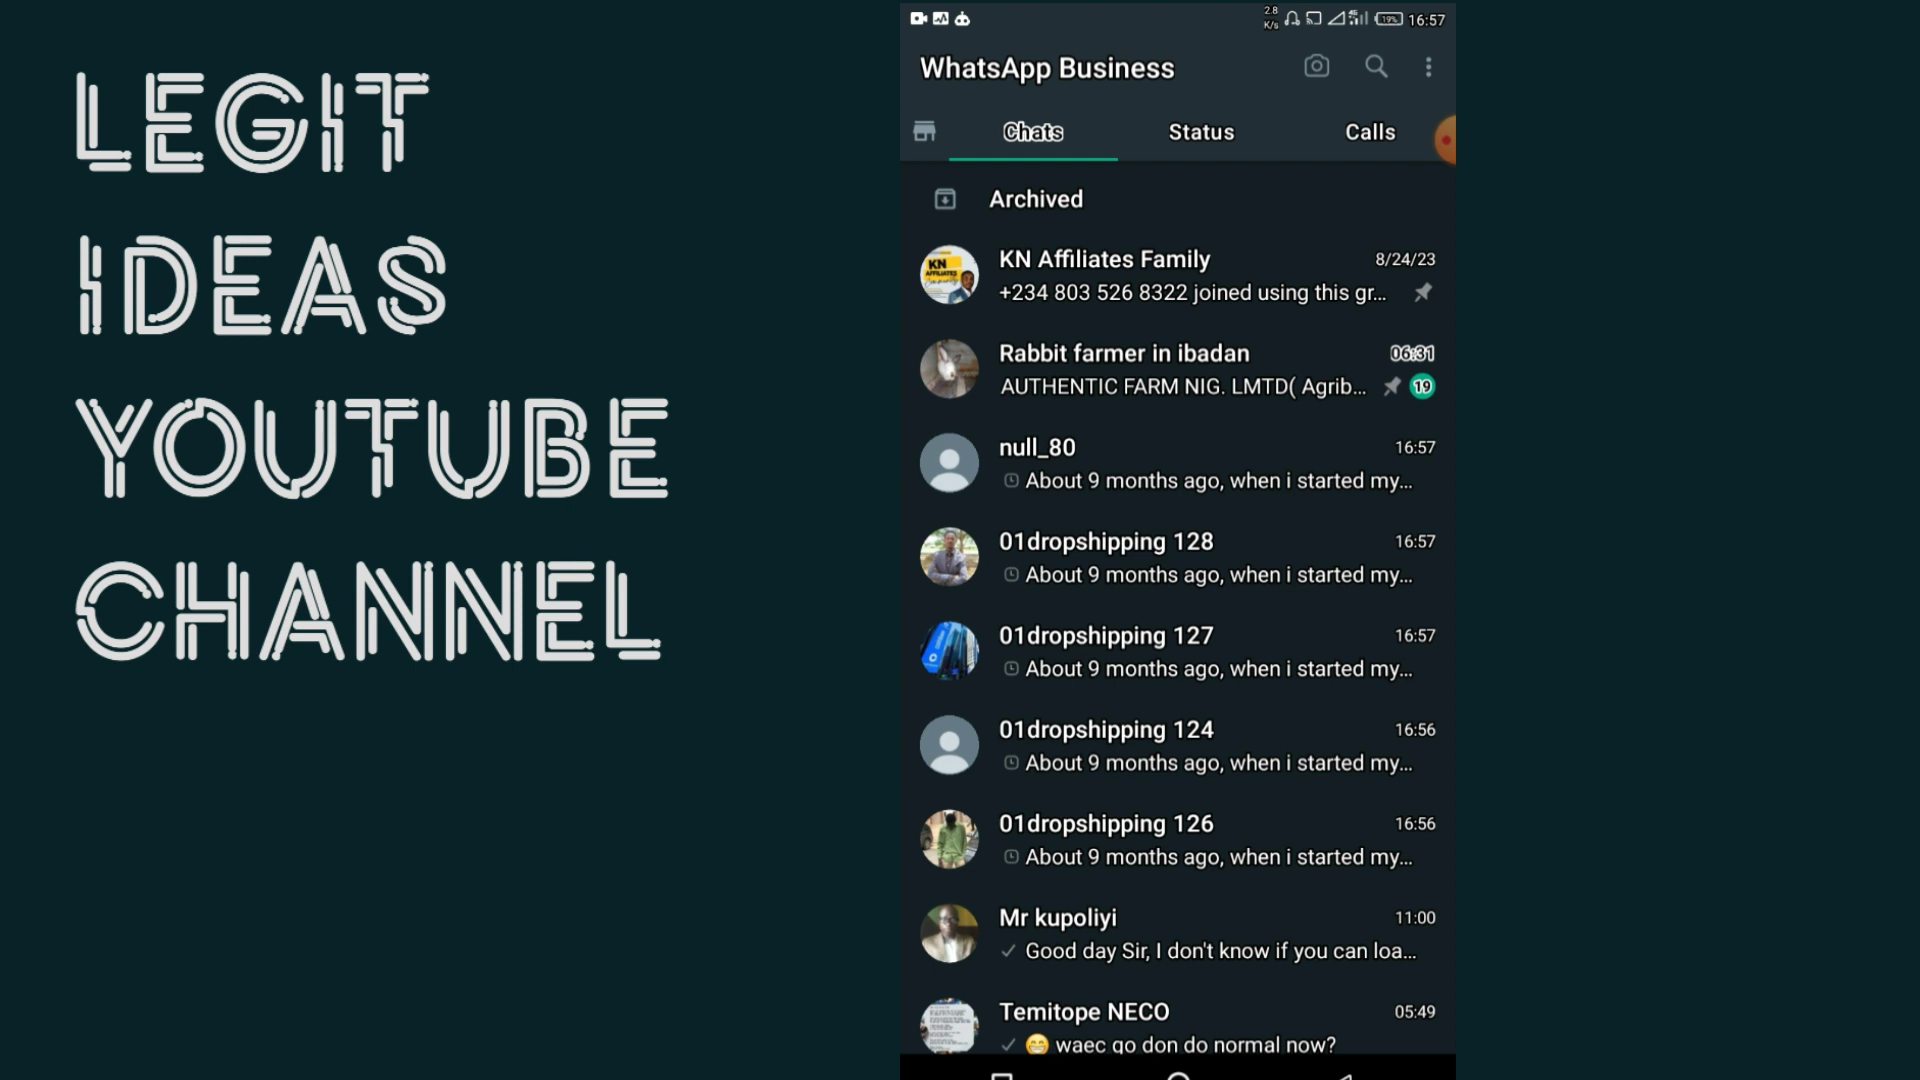 LEGIT
IDEAS
YOUTUBE
CHANNEL
2.8
K/s
19%
16:57
WhatsApp Business
Chats
Status
Calls
Archived
KN Affiliates Family
8/24/23
KN
AFFILIATES
+234 803 526 8322 joined using this gr...
Rabbit farmer in ibadan
06:31
AUTHENTIC FARM NIG. LMTD( Agrib...
19
null_80
16:57
About 9 months ago, when i started my...
01dropshipping 128
16:57
About 9 months ago, when i started my...
01dropshipping 127
16:57
About 9 months ago, when i started my...
01dropshipping 124
16:56
About 9 months ago, when i started my...
01dropshipping 126
16:56
About 9 months ago, when i started my...
Mr kupoliyi
11:00
Good day Sir, I don't know if you can loa...
Temitope NECO
05:49
😁 waec go don do normal now?